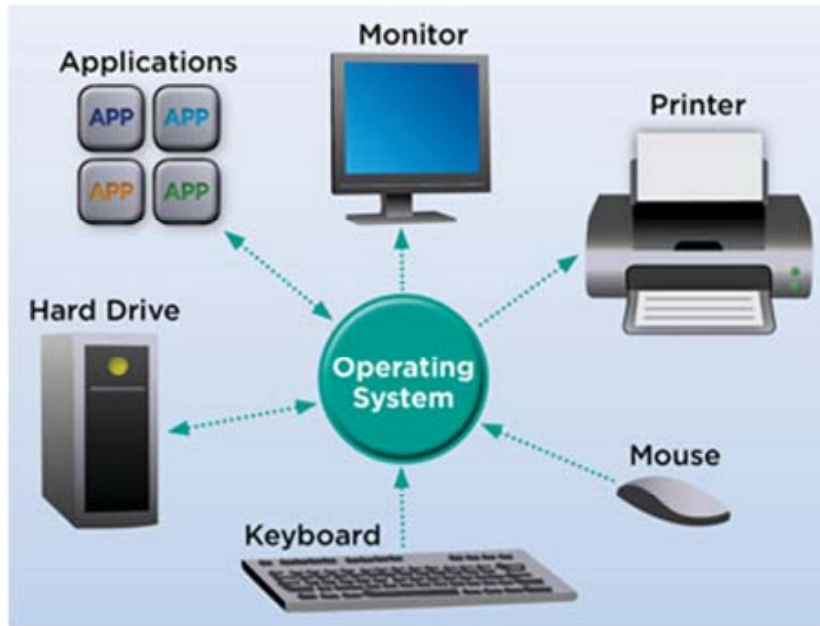 Monitor
Applications
APP APP
APP APP
Printer
Hard Drive
Operating
System
Mouse
Keyboard